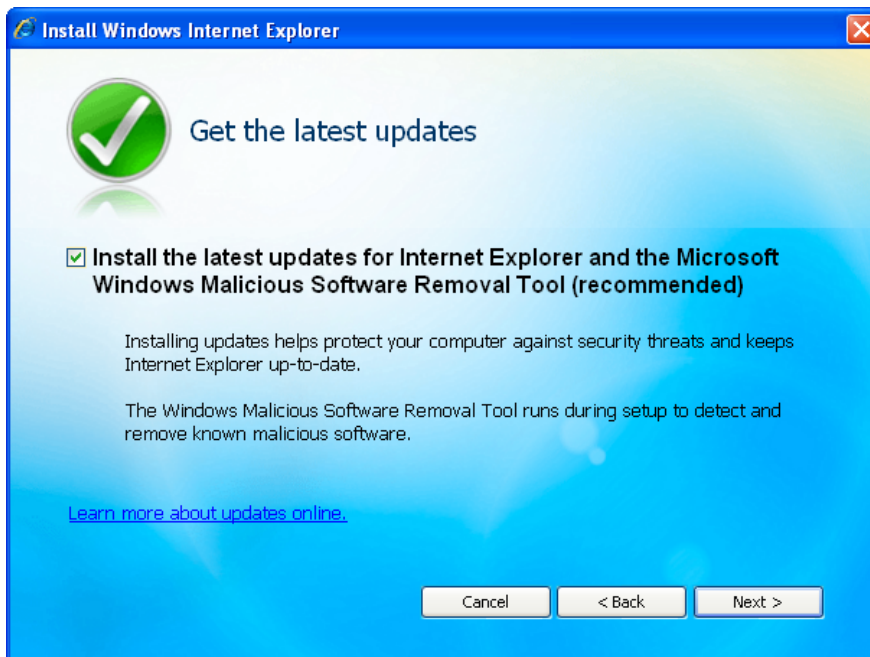 Install Windows Internet Explorer
Get the latest updates
Install the latest updates for Internet Explorer and the Microsoft
Windows Malicious Software Removal Tool (recommended)
Installing updates helps protect your computer against security threats and keeps
Internet Explorer up-to-date.
The Windows Malicious Software Removal Tool runs during setup to detect and
remove known malicious software.
Learn more about updates online.
Cancel
< Back
Next >